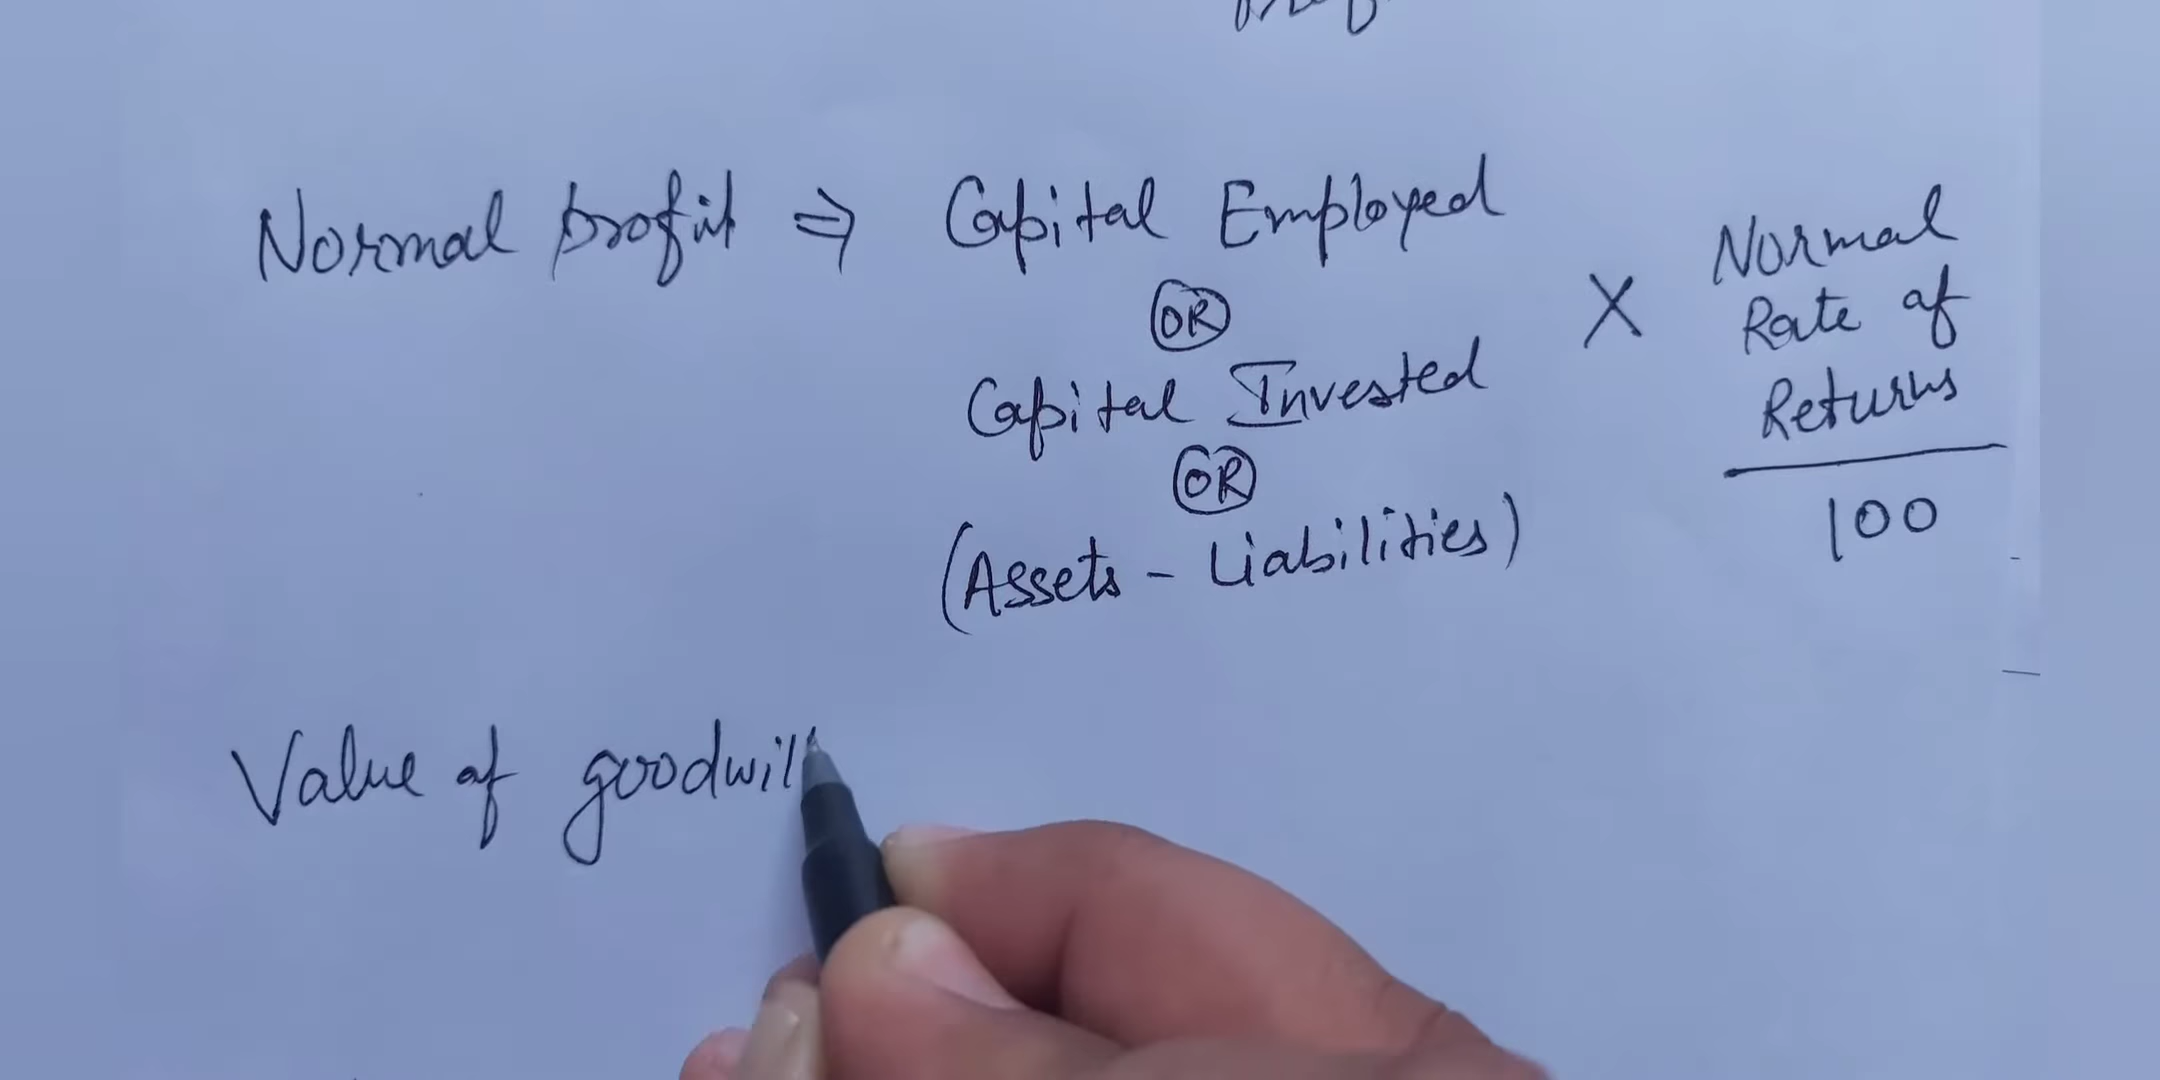 Normal profit ⇒ Capital Employed
OR
Capital Invested
OR
(Assets - Liabilities)
X
Normal
Rate of
Returns
100
Value of goodwill